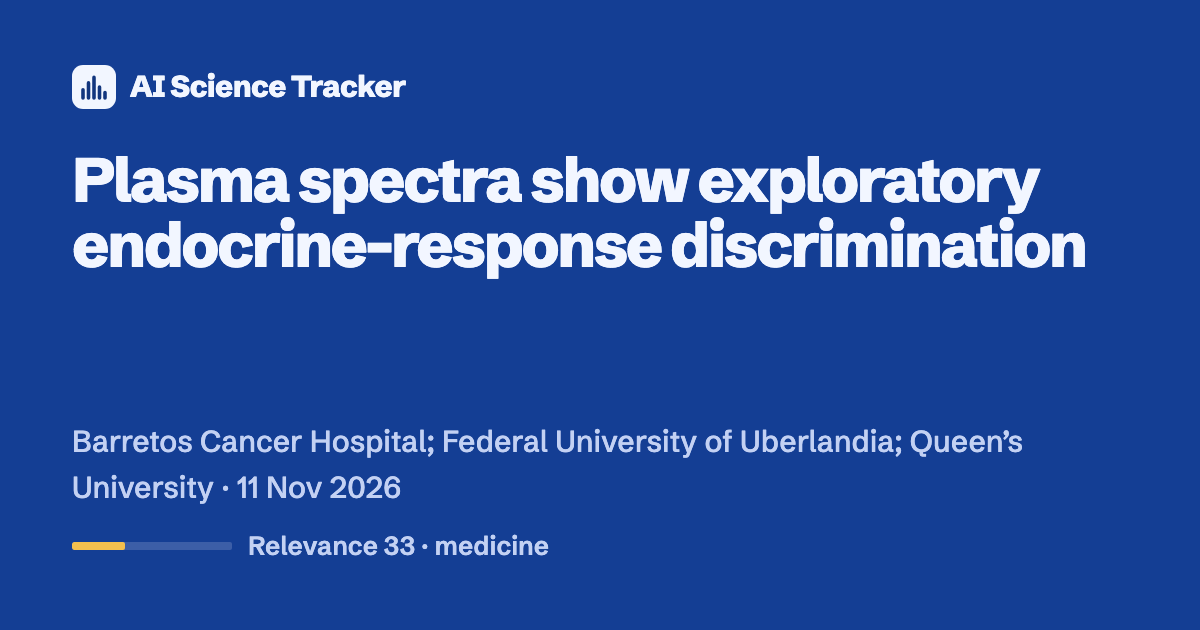 AI Science Tracker
Plasma spectra show exploratory
endocrine-response discrimination
Barretos Cancer Hospital; Federal University of Uberlandia; Queen’s
University · 11 Nov 2026
Relevance 33 · medicine